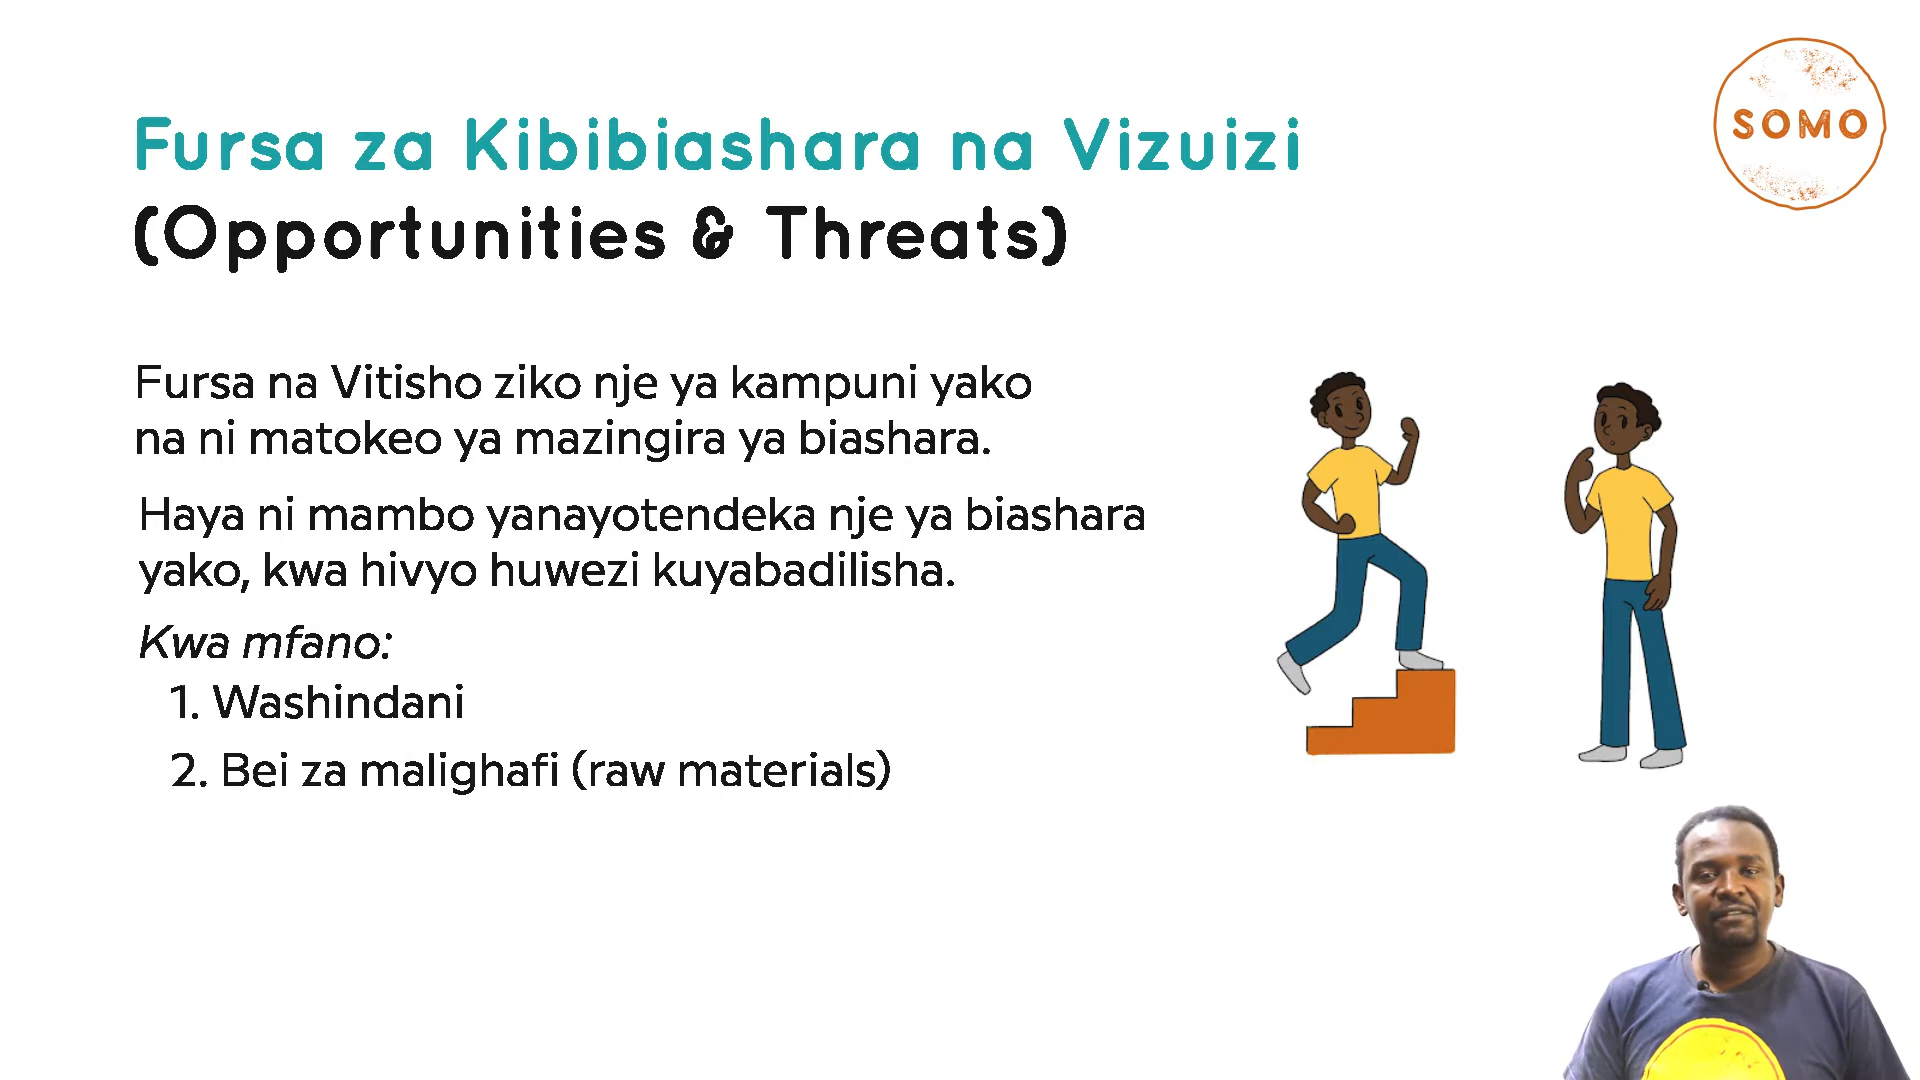 Fursa za Kibibiashara na Vizuizi
(Opportunities & Threats)
SOMO
Fursa na Vitisho ziko nje ya kampuni yako
na ni matokeo ya mazingira ya biashara.
Haya ni mambo yanayotendeka nje ya biashara
yako, kwa hivyo huwezi kuyabadilisha.
Kwa mfano:
1. Washindani
2. Bei za malighafi (raw materials)